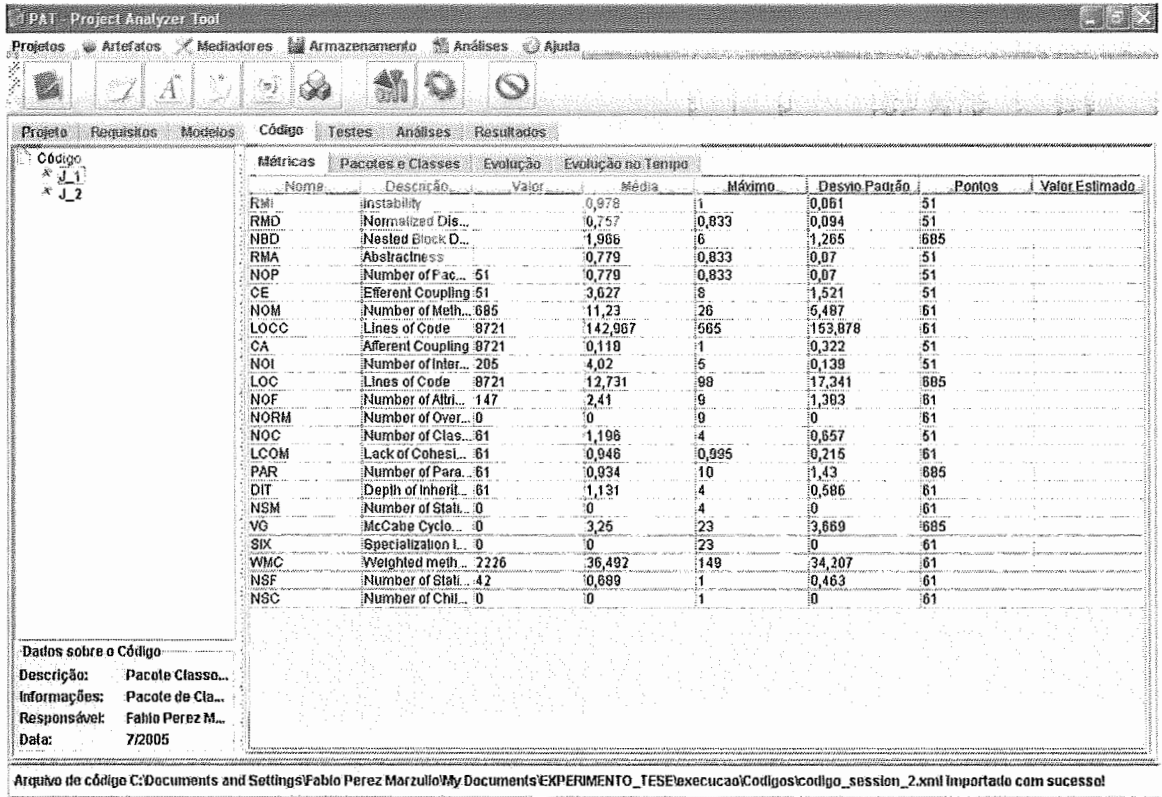 PAT - Project Analyzer Tool
Projetos Artefatos Mediadores Armazenamento Análises Ajuda
Projeto Requisitos Modelos Código Testes Análises Resultados
Código
J_1
J_2
Métricas Pacotes e Classes Evolução Evolução no Tempo
Nome Descrição Valor Média Máximo Desvio Padrão Pontos Valor Estimado
RMI Instability 0,978 1 0,061 51
RMD Normalized Dis... 0,757 0,833 0,094 51
NBD Nested Block D... 1,966 6 1,265 685
RMA Abstractness 0,779 0,833 0,07 51
NOP Number of Pac... 51 0,779 0,833 0,07 51
CE Efferent Coupling 51 3,627 8 1,521 51
NOM Number of Meth... 685 11,23 26 5,487 61
LOCC Lines of Code 8721 142,967 565 153,878 61
CA Afferent Coupling 8721 0,118 1 0,322 51
NOI Number of Inter... 205 4,02 5 0,139 51
LOC Lines of Code 8721 12,731 98 17,341 685
NOF Number of Attri... 147 2,41 9 1,383 61
NORM Number of Over... 0 0 9 0 61
NOC Number of Clas... 61 1,196 4 0,657 51
LCOM Lack of Cohesi... 61 0,946 0,995 0,215 61
PAR Number of Para... 61 0,934 10 1,43 685
DIT Depth of Inherit... 61 1,131 4 0,586 61
NSM Number of Stati... 0 0 4 0 61
VG McCabe Cyclo... 0 3,25 23 3,669 685
SIX Specialization I... 0 0 23 0 61
WMC Weighted meth... 2226 36,492 149 34,207 61
NSF Number of Stati... 42 0,689 1 0,463 61
NSC Number of Chil... 0 0 1 0 61
Dados sobre o Código
Descrição: Pacote Classo...
Informações: Pacote de Cla...
Responsável: Fabio Perez M...
Data: 7/2005
Arquivo de código C:\Documents and Settings\Fabio Perez Marzullo\My Documents\EXPERIMENTO_TESE\execucao\Codigos\codigo_session_2.xml importado com sucesso!